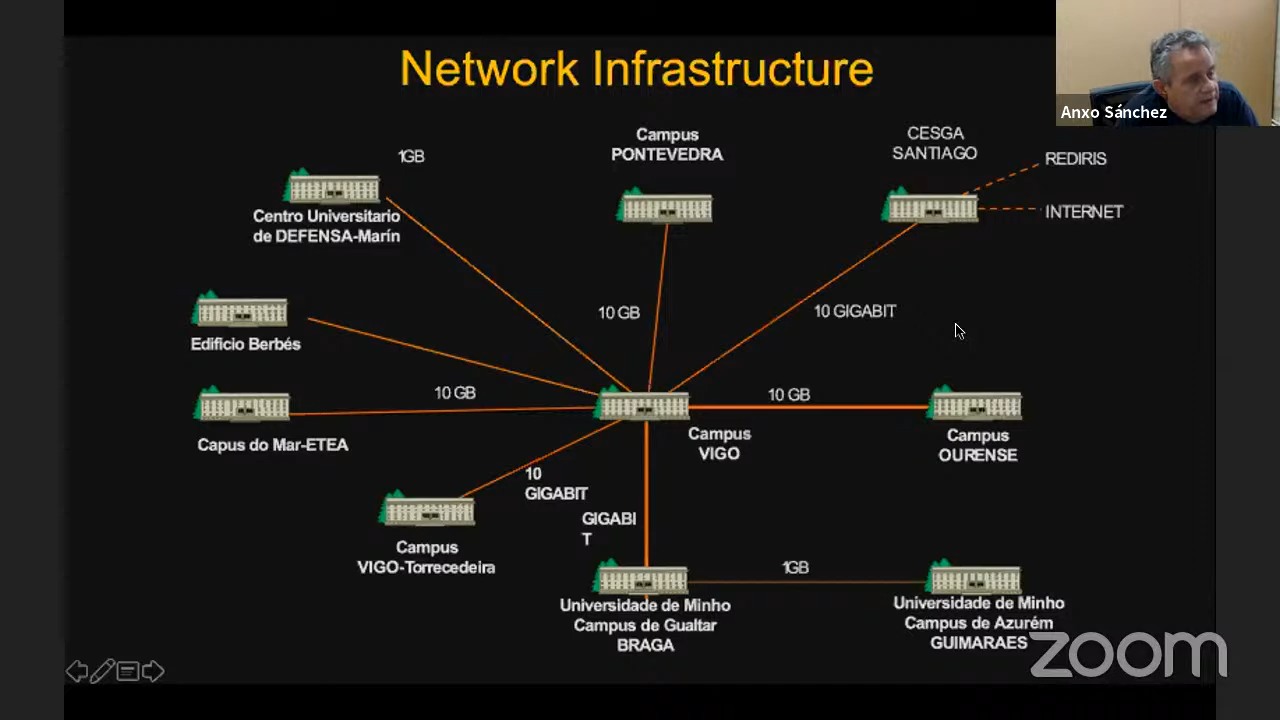 Network Infrastructure
Anxo Sánchez
1GB
Campus
PONTEVEDRA
CESGA
SANTIAGO
REDIRIS
INTERNET
Centro Universitario
de DEFENSA-Marín
Edificio Berbés
10 GB
10 GIGABIT
10 GB
10 GB
Capus do Mar-ETEA
Campus
VIGO
Campus
OURENSE
10
GIGABIT
GIGABI
T
Campus
VIGO-Torrecedeira
1GB
Universidade de Minho
Campus de Gualtar
BRAGA
Universidade de Minho
Campus de Azurém
GUIMARAES
zoom